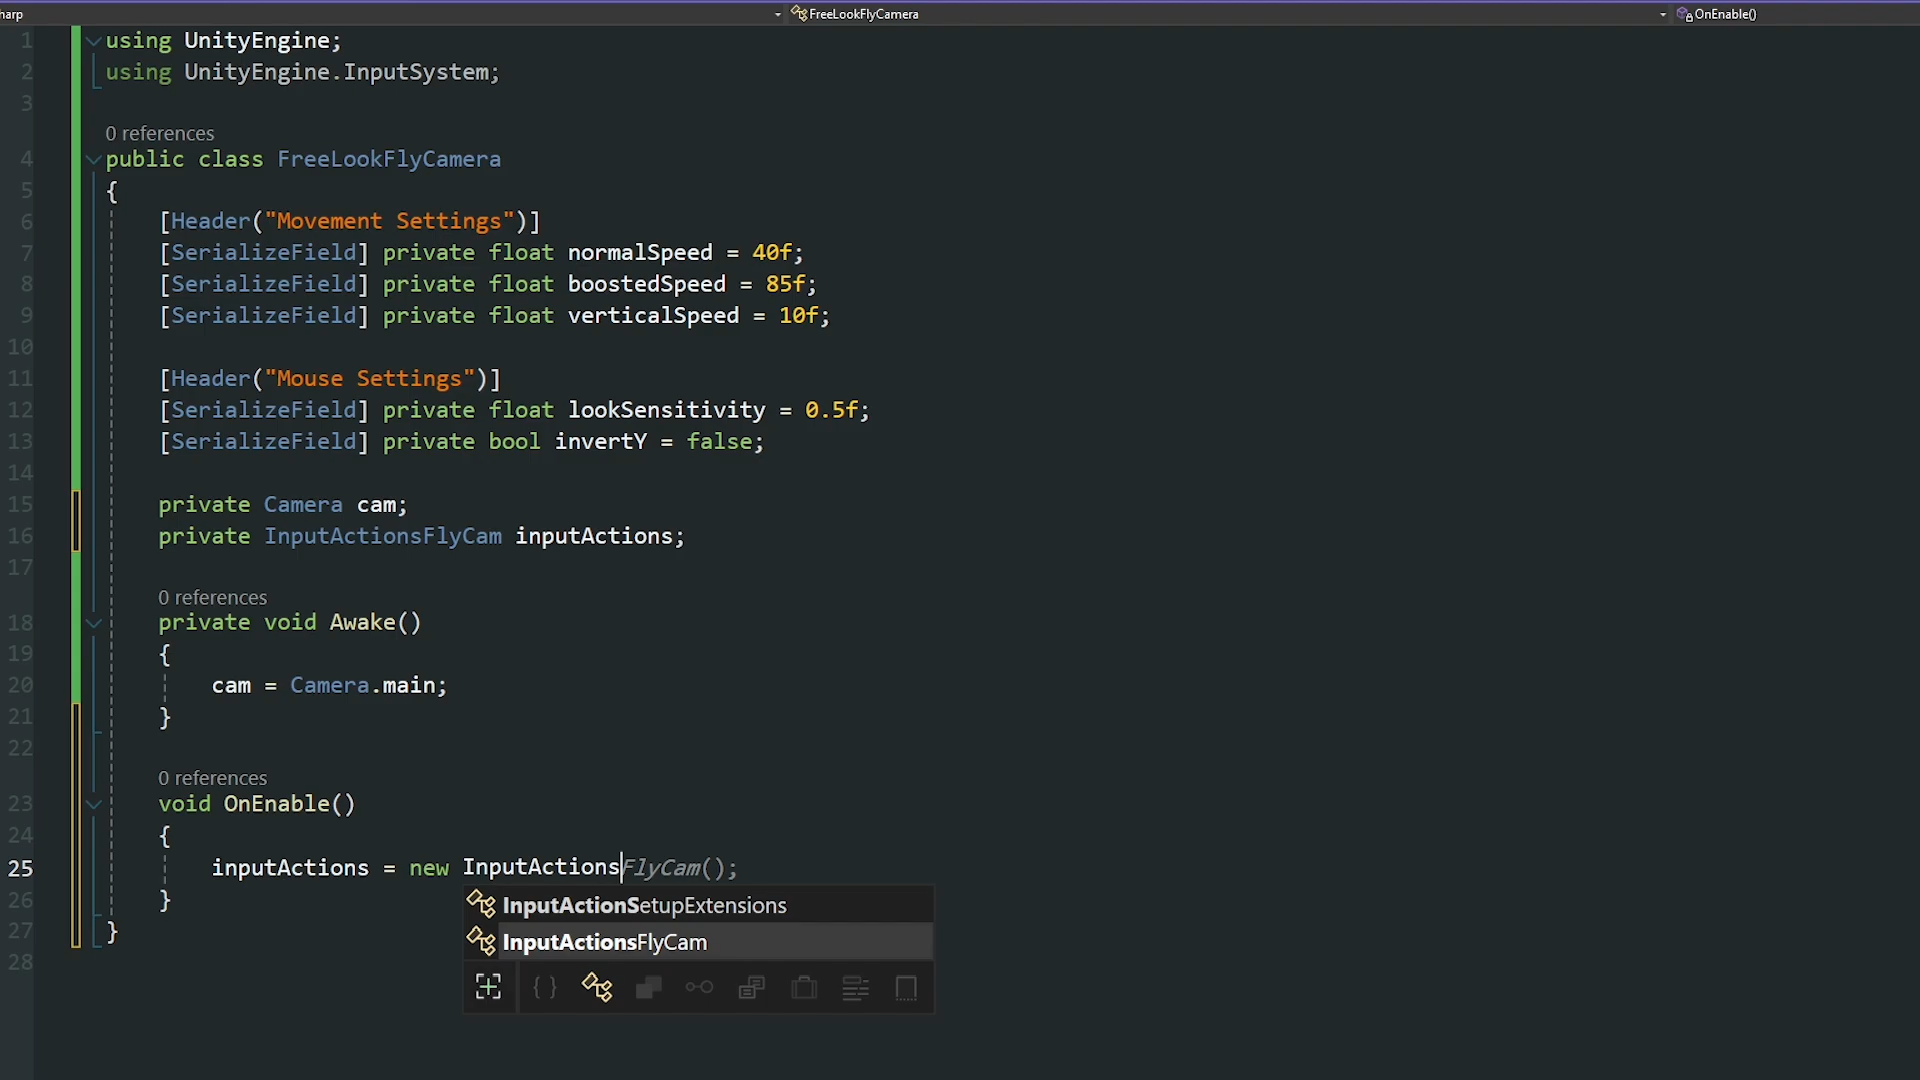 harp FreeLookFlyCamera OnEnable()
1 using UnityEngine;
2 using UnityEngine.InputSystem;
3
0 references
4 public class FreeLookFlyCamera
5 {
6 [Header("Movement Settings")]
7 [SerializeField] private float normalSpeed = 40f;
8 [SerializeField] private float boostedSpeed = 85f;
9 [SerializeField] private float verticalSpeed = 10f;
10
11 [Header("Mouse Settings")]
12 [SerializeField] private float lookSensitivity = 0.5f;
13 [SerializeField] private bool invertY = false;
14
15 private Camera cam;
16 private InputActionsFlyCam inputActions;
17
0 references
18 private void Awake()
19 {
20 cam = Camera.main;
21 }
22
0 references
23 void OnEnable()
24 {
25 inputActions = new InputActionsFlyCam();
26 }
InputActionSetupExtensions
27 }
InputActionsFlyCam
28